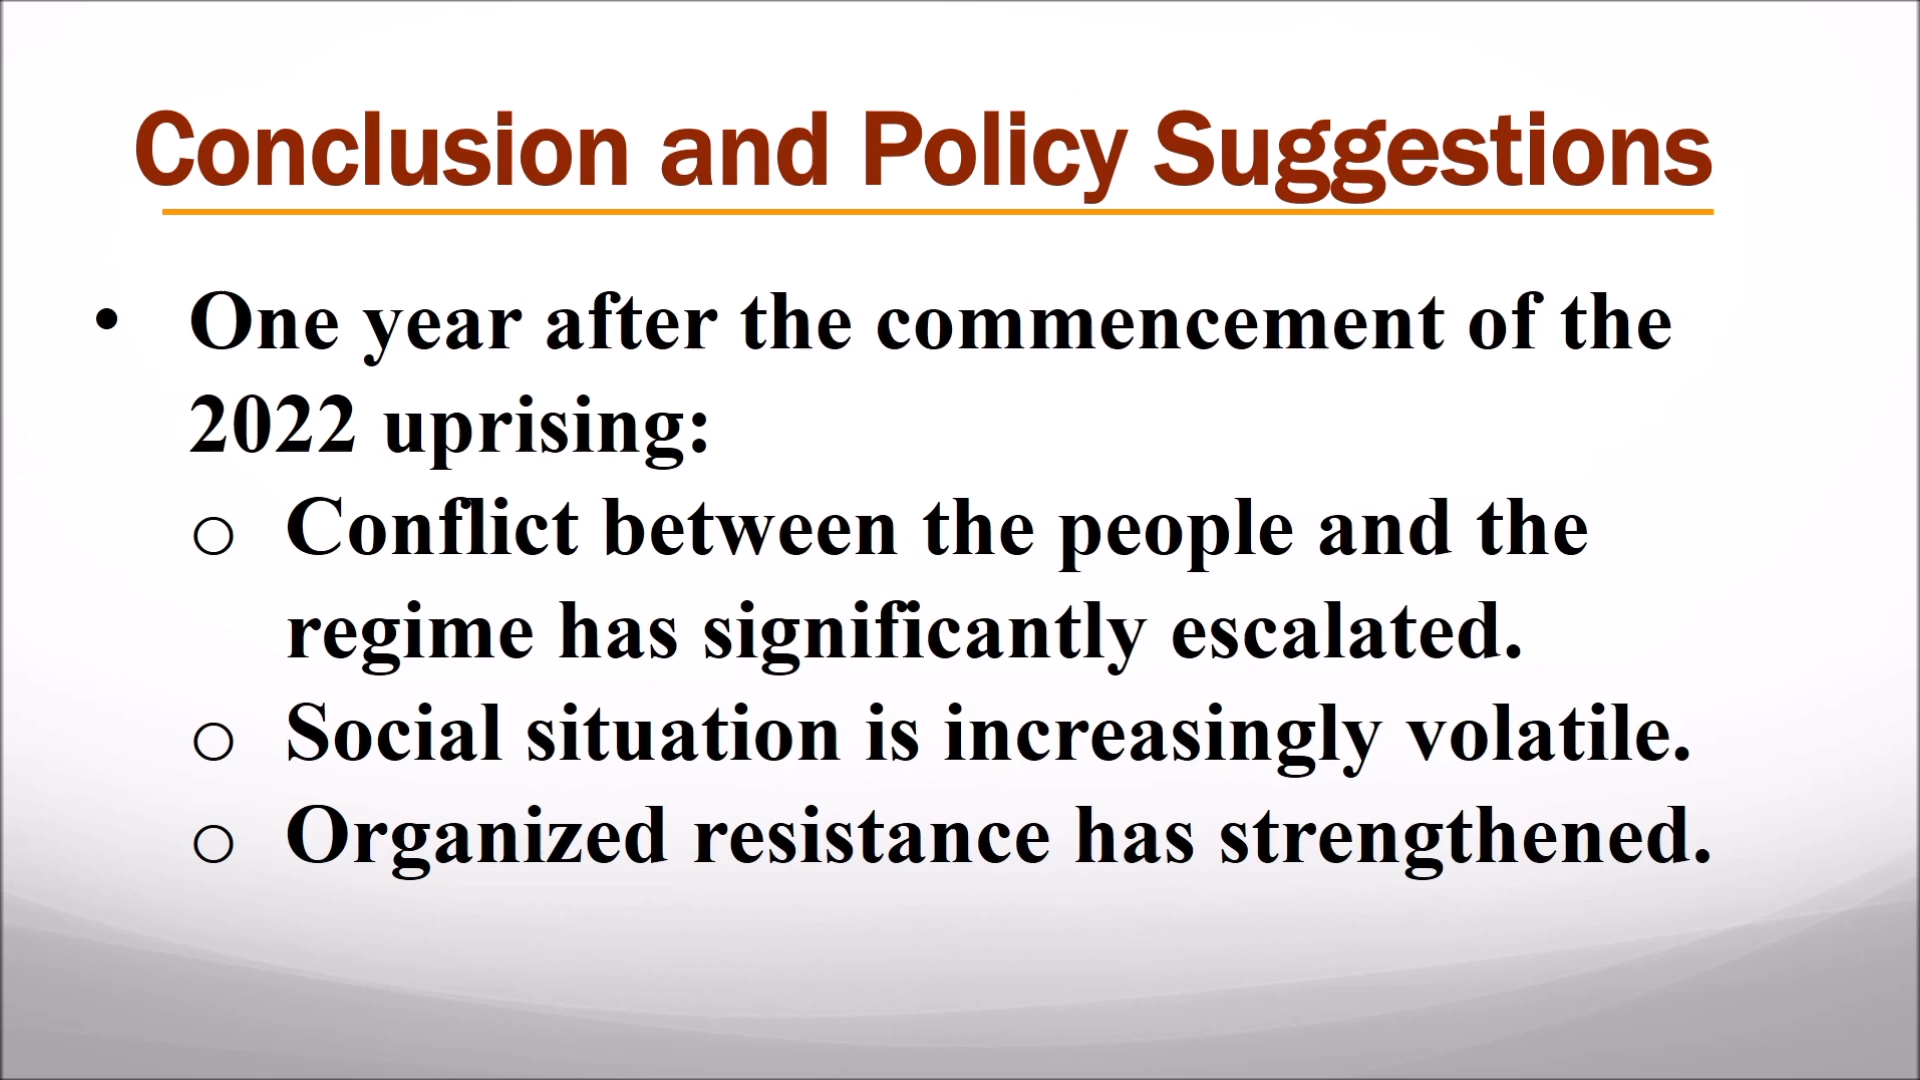 Conclusion and Policy Suggestions
• One year after the commencement of the
2022 uprising:
o Conflict between the people and the
regime has significantly escalated.
o Social situation is increasingly volatile.
o Organized resistance has strengthened.